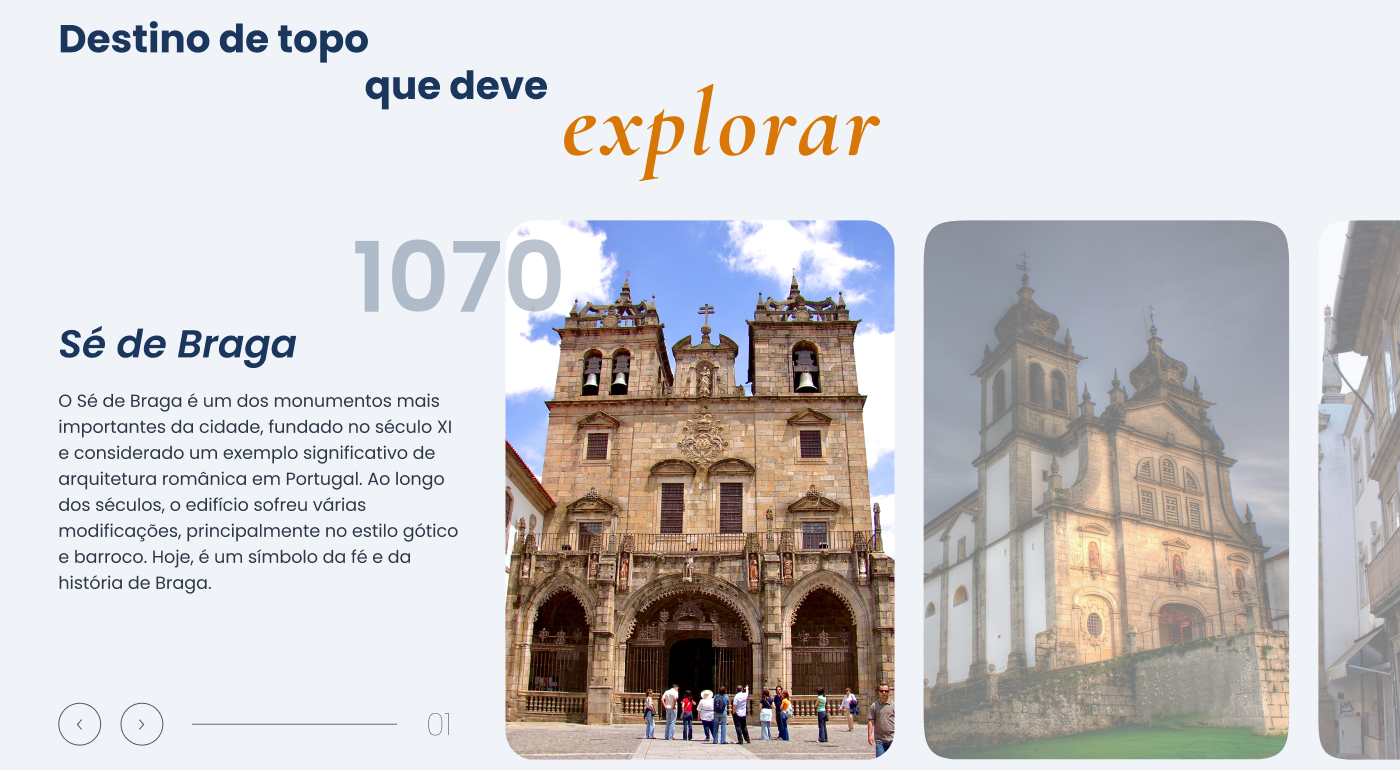 Destino de topo
que deve
explorar
1070
Sé de Braga
O Sé de Braga é um dos monumentos mais
importantes da cidade, fundado no século XI
e considerado um exemplo significativo de
arquitetura românica em Portugal. Ao longo
dos séculos, o edifício sofreu várias
modificações, principalmente no estilo gótico
e barroco. Hoje, é um símbolo da fé e da
história de Braga.
01